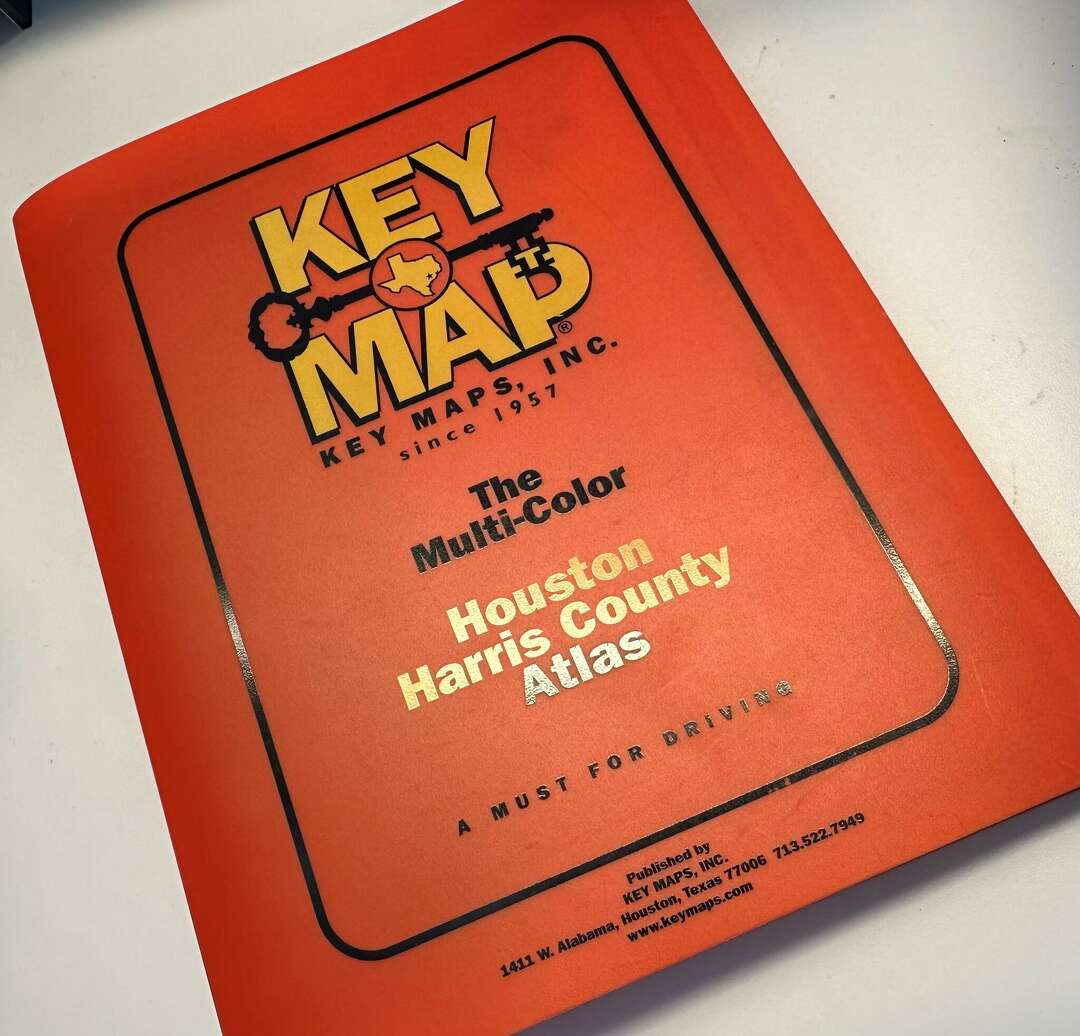 KEY
MAP®
KEY MAPS, INC.
since 1957
The
Multi-Color
Houston
Harris County
Atlas
A MUST FOR DRIVING
Published by
KEY MAPS, INC.
1411 W. Alabama, Houston, Texas 77006 713.522.7949
www.keymaps.com